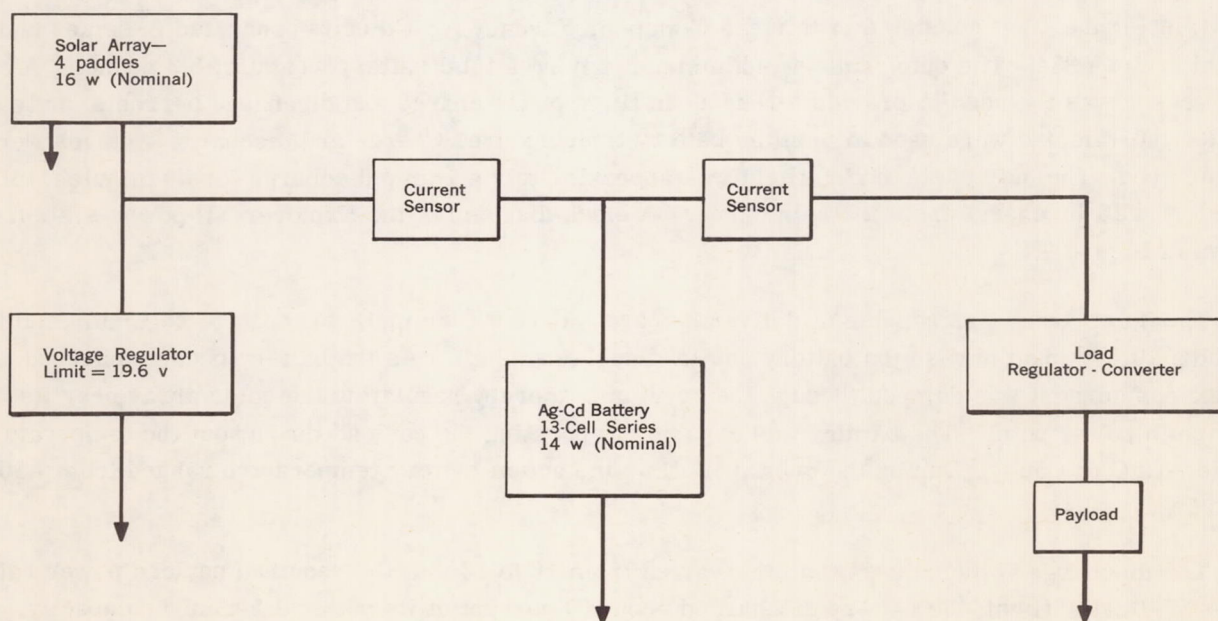 Solar Array—
4 paddles
16 w (Nominal)
Current
Sensor
Current
Sensor
Voltage Regulator
Limit = 19.6 v
Ag-Cd Battery
13-Cell Series
14 w (Nominal)
Load
Regulator - Converter
Payload